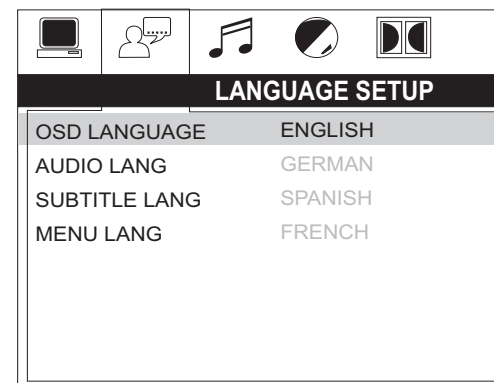 LANGUAGE SETUP
OSD LANGUAGE ENGLISH
AUDIO LANG GERMAN
SUBTITLE LANG SPANISH
MENU LANG FRENCH